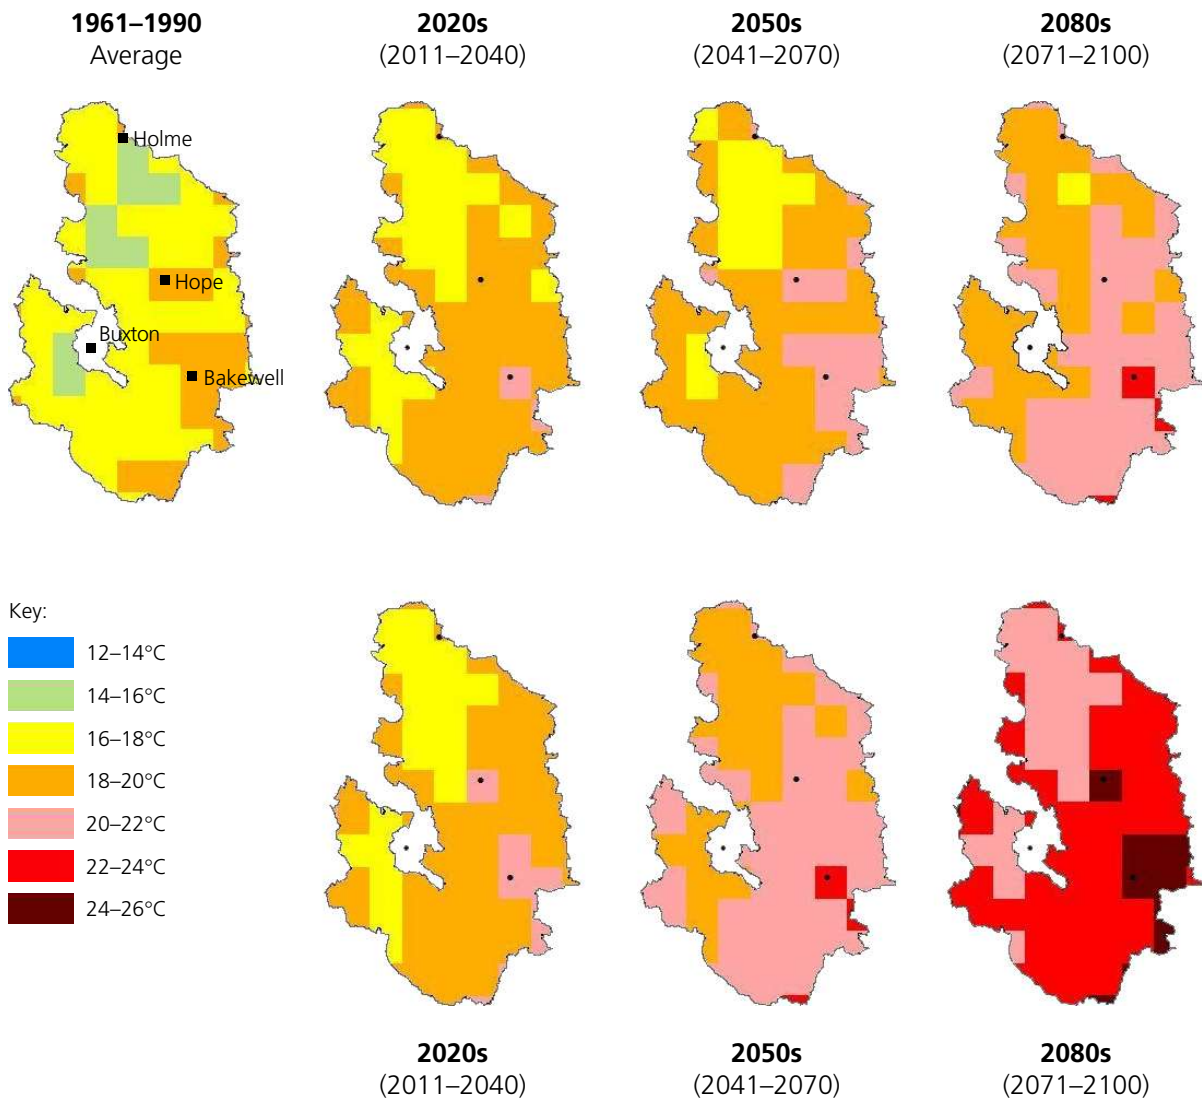 1961–1990
Average
2020s
(2011–2040)
2050s
(2041–2070)
2080s
(2071–2100)
Holme
Hope
Buxton
Bakewell
Key:
12–14°C
14–16°C
16–18°C
18–20°C
20–22°C
22–24°C
24–26°C
2020s
(2011–2040)
2050s
(2041–2070)
2080s
(2071–2100)